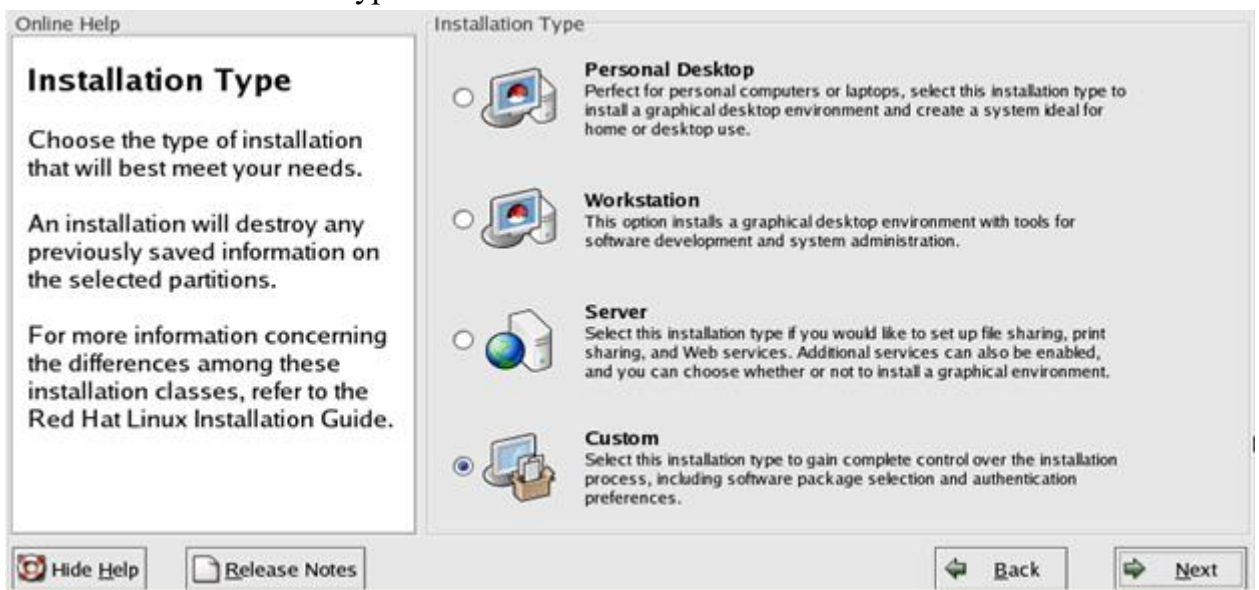 yp
Online Help
Installation Type
Choose the type of installation
that will best meet your needs.
An installation will destroy any
previously saved information on
the selected partitions.
For more information concerning
the differences among these
installation classes, refer to the
Red Hat Linux Installation Guide.
Installation Type
Personal Desktop
Perfect for personal computers or laptops, select this installation type to
install a graphical desktop environment and create a system ideal for
home or desktop use.
Workstation
This option installs a graphical desktop environment with tools for
software development and system administration.
Server
Select this installation type if you would like to set up file sharing, print
sharing, and Web services. Additional services can also be enabled,
and you can choose whether or not to install a graphical environment.
Custom
Select this installation type to gain complete control over the installation
process, including software package selection and authentication
preferences.
Hide Help
Release Notes
Back
Next